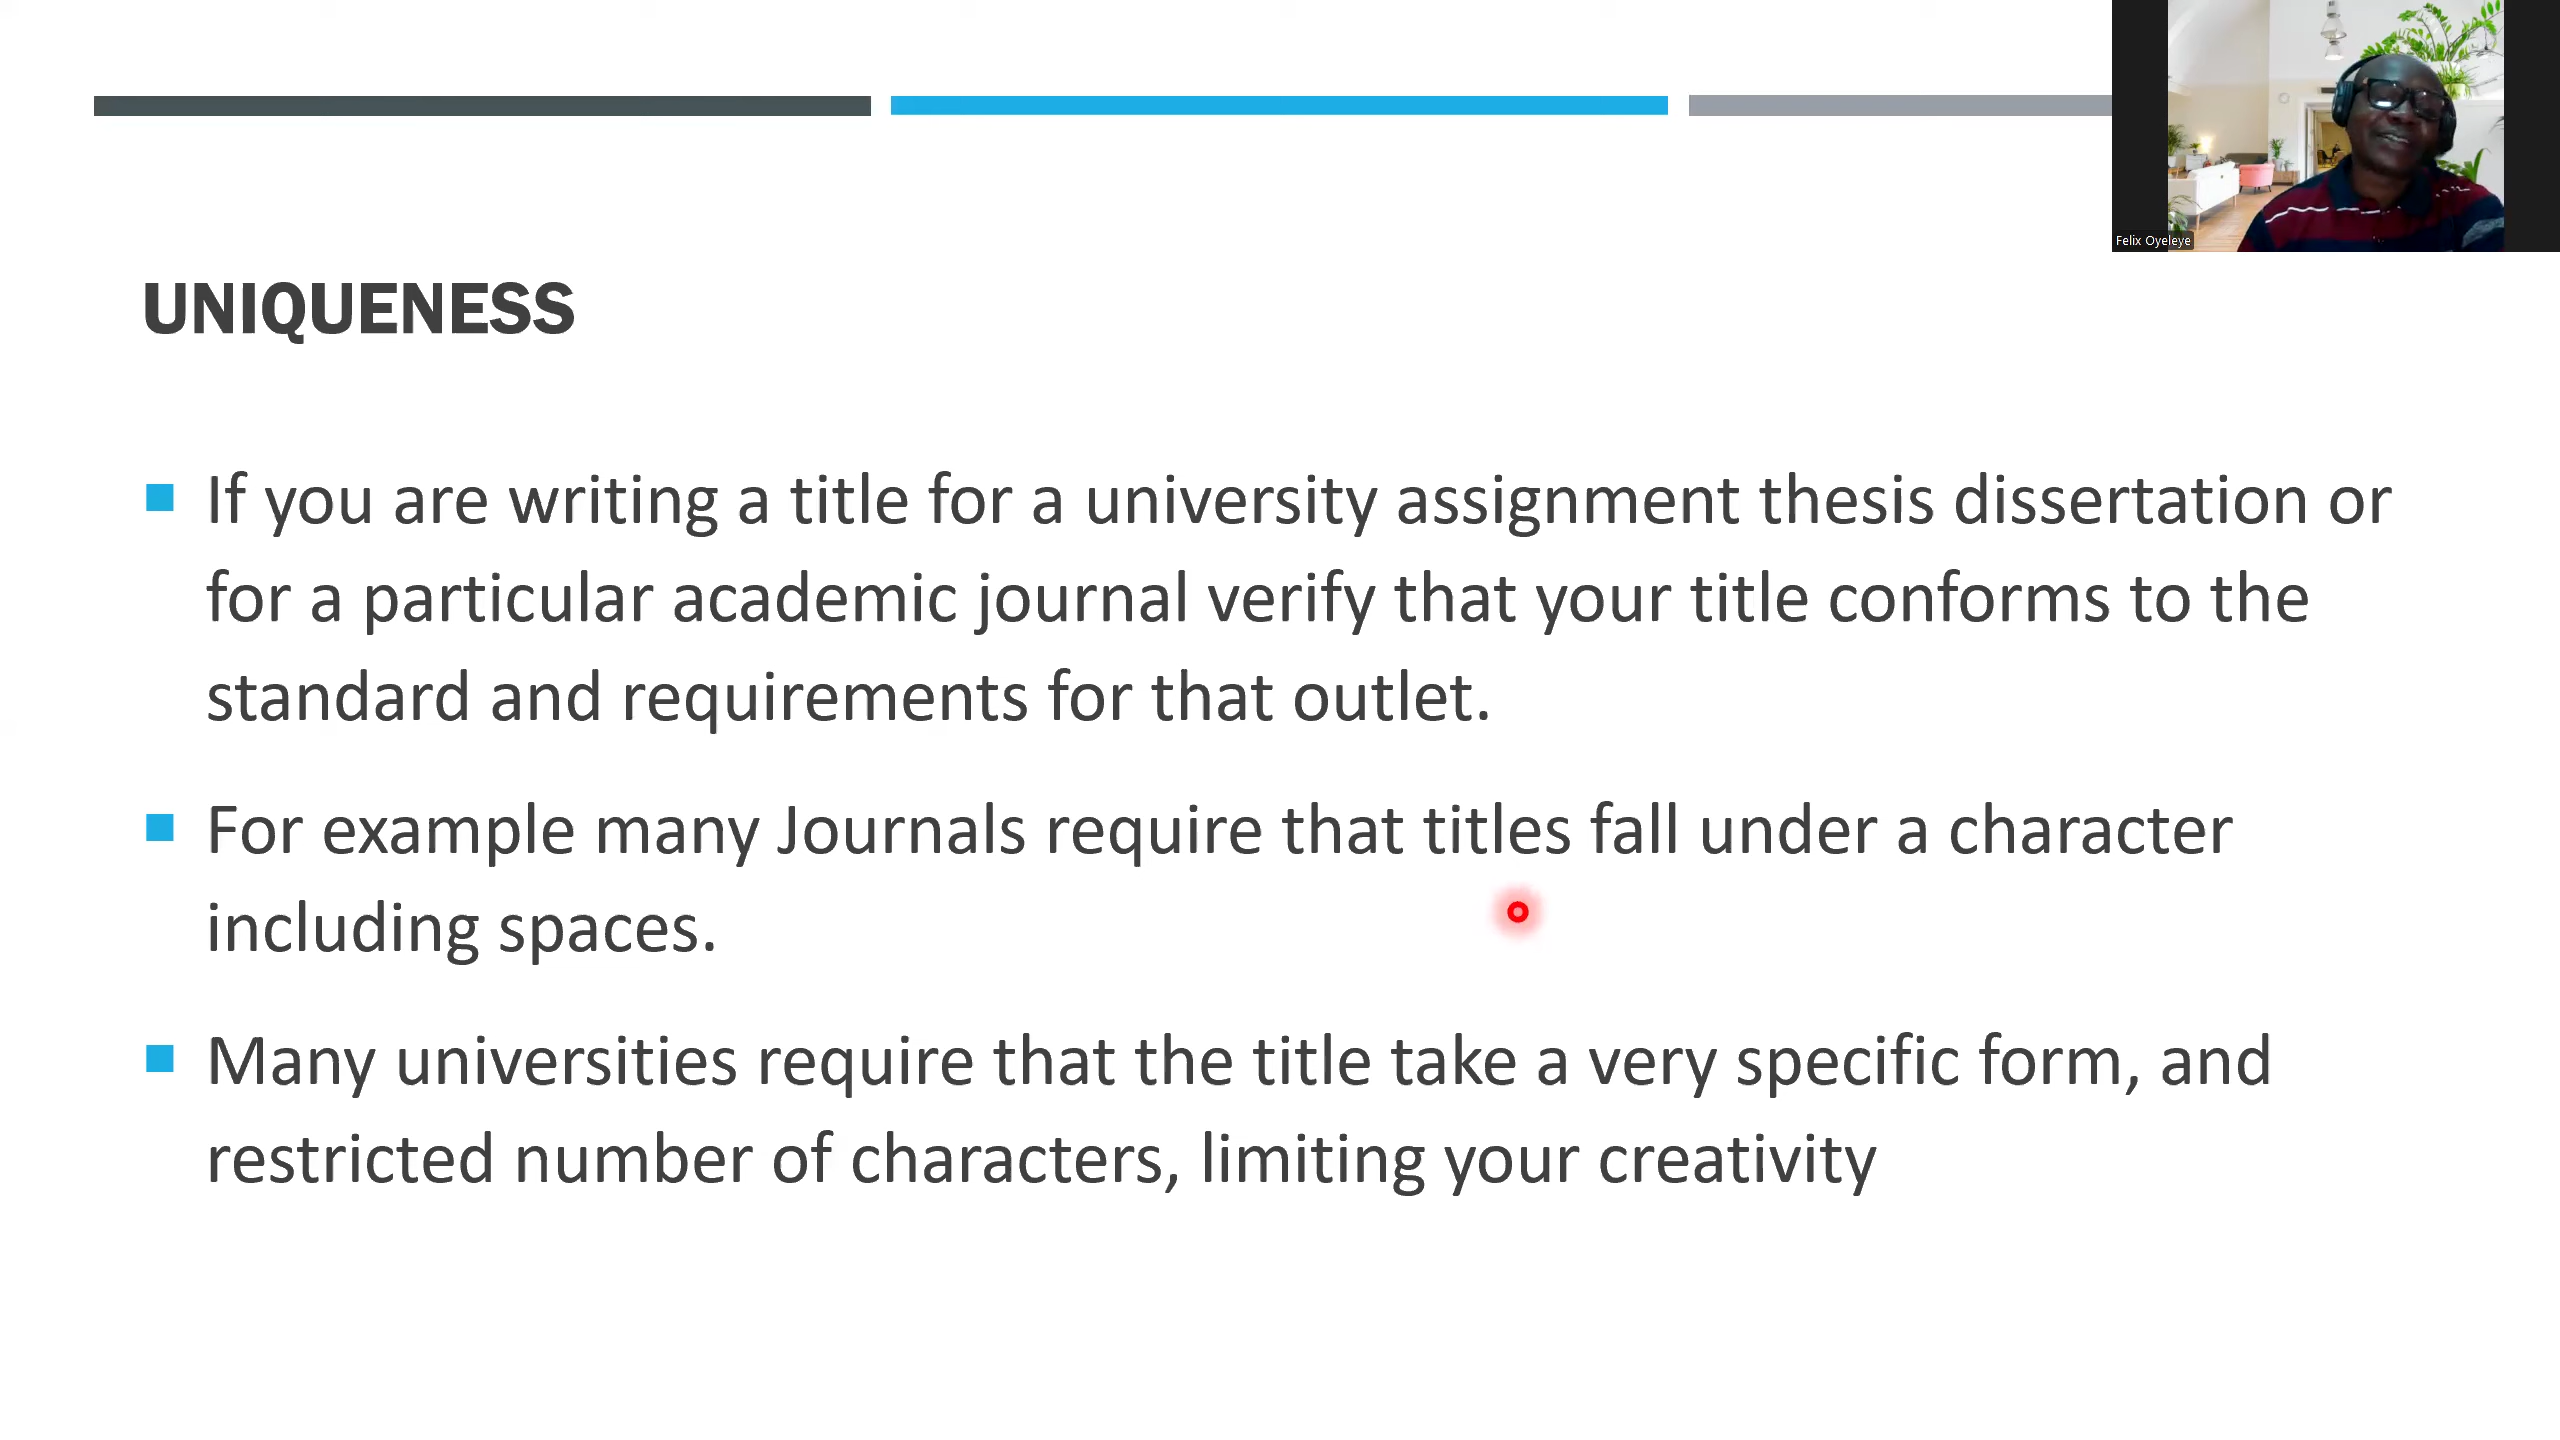 Felix Oyeleye
UNIQUENESS
If you are writing a title for a university assignment thesis dissertation or
for a particular academic journal verify that your title conforms to the
standard and requirements for that outlet.
For example many Journals require that titles fall under a character
including spaces.
Many universities require that the title take a very specific form, and
restricted number of characters, limiting your creativity